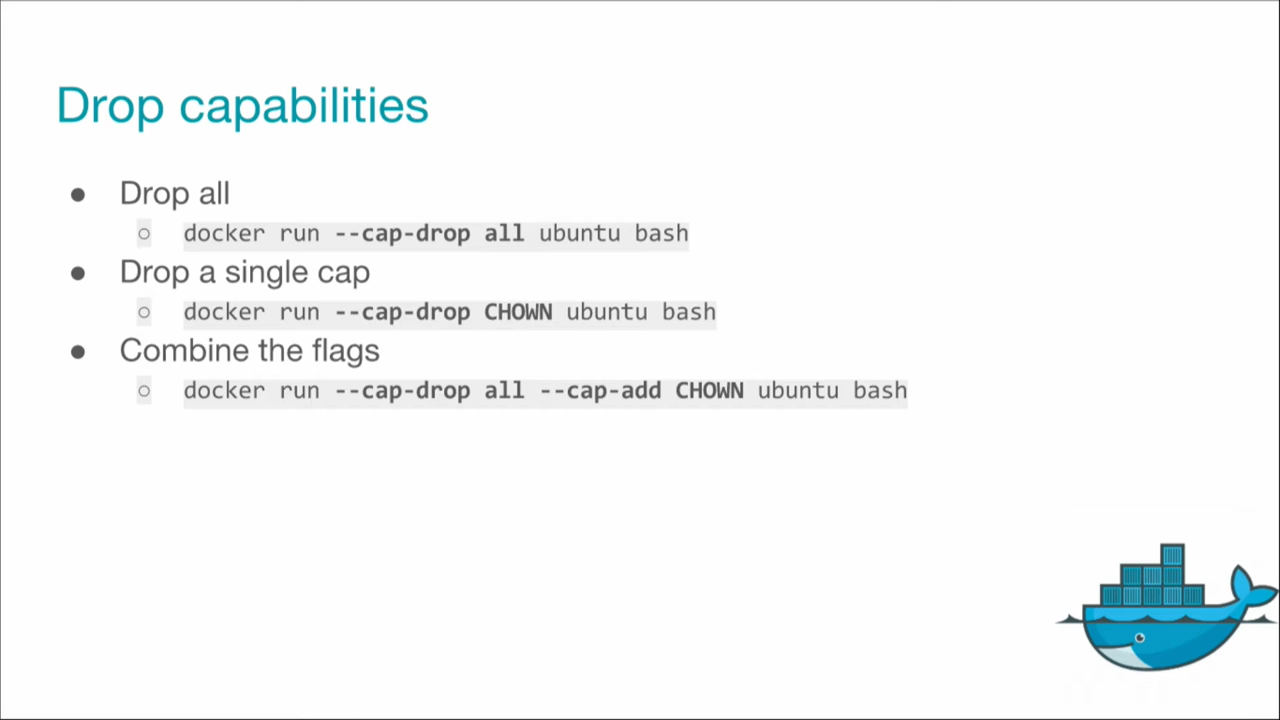 Drop capabilities
● Drop all
○ docker run --cap-drop all ubuntu bash
● Drop a single cap
○ docker run --cap-drop CHOWN ubuntu bash
● Combine the flags
○ docker run --cap-drop all --cap-add CHOWN ubuntu bash